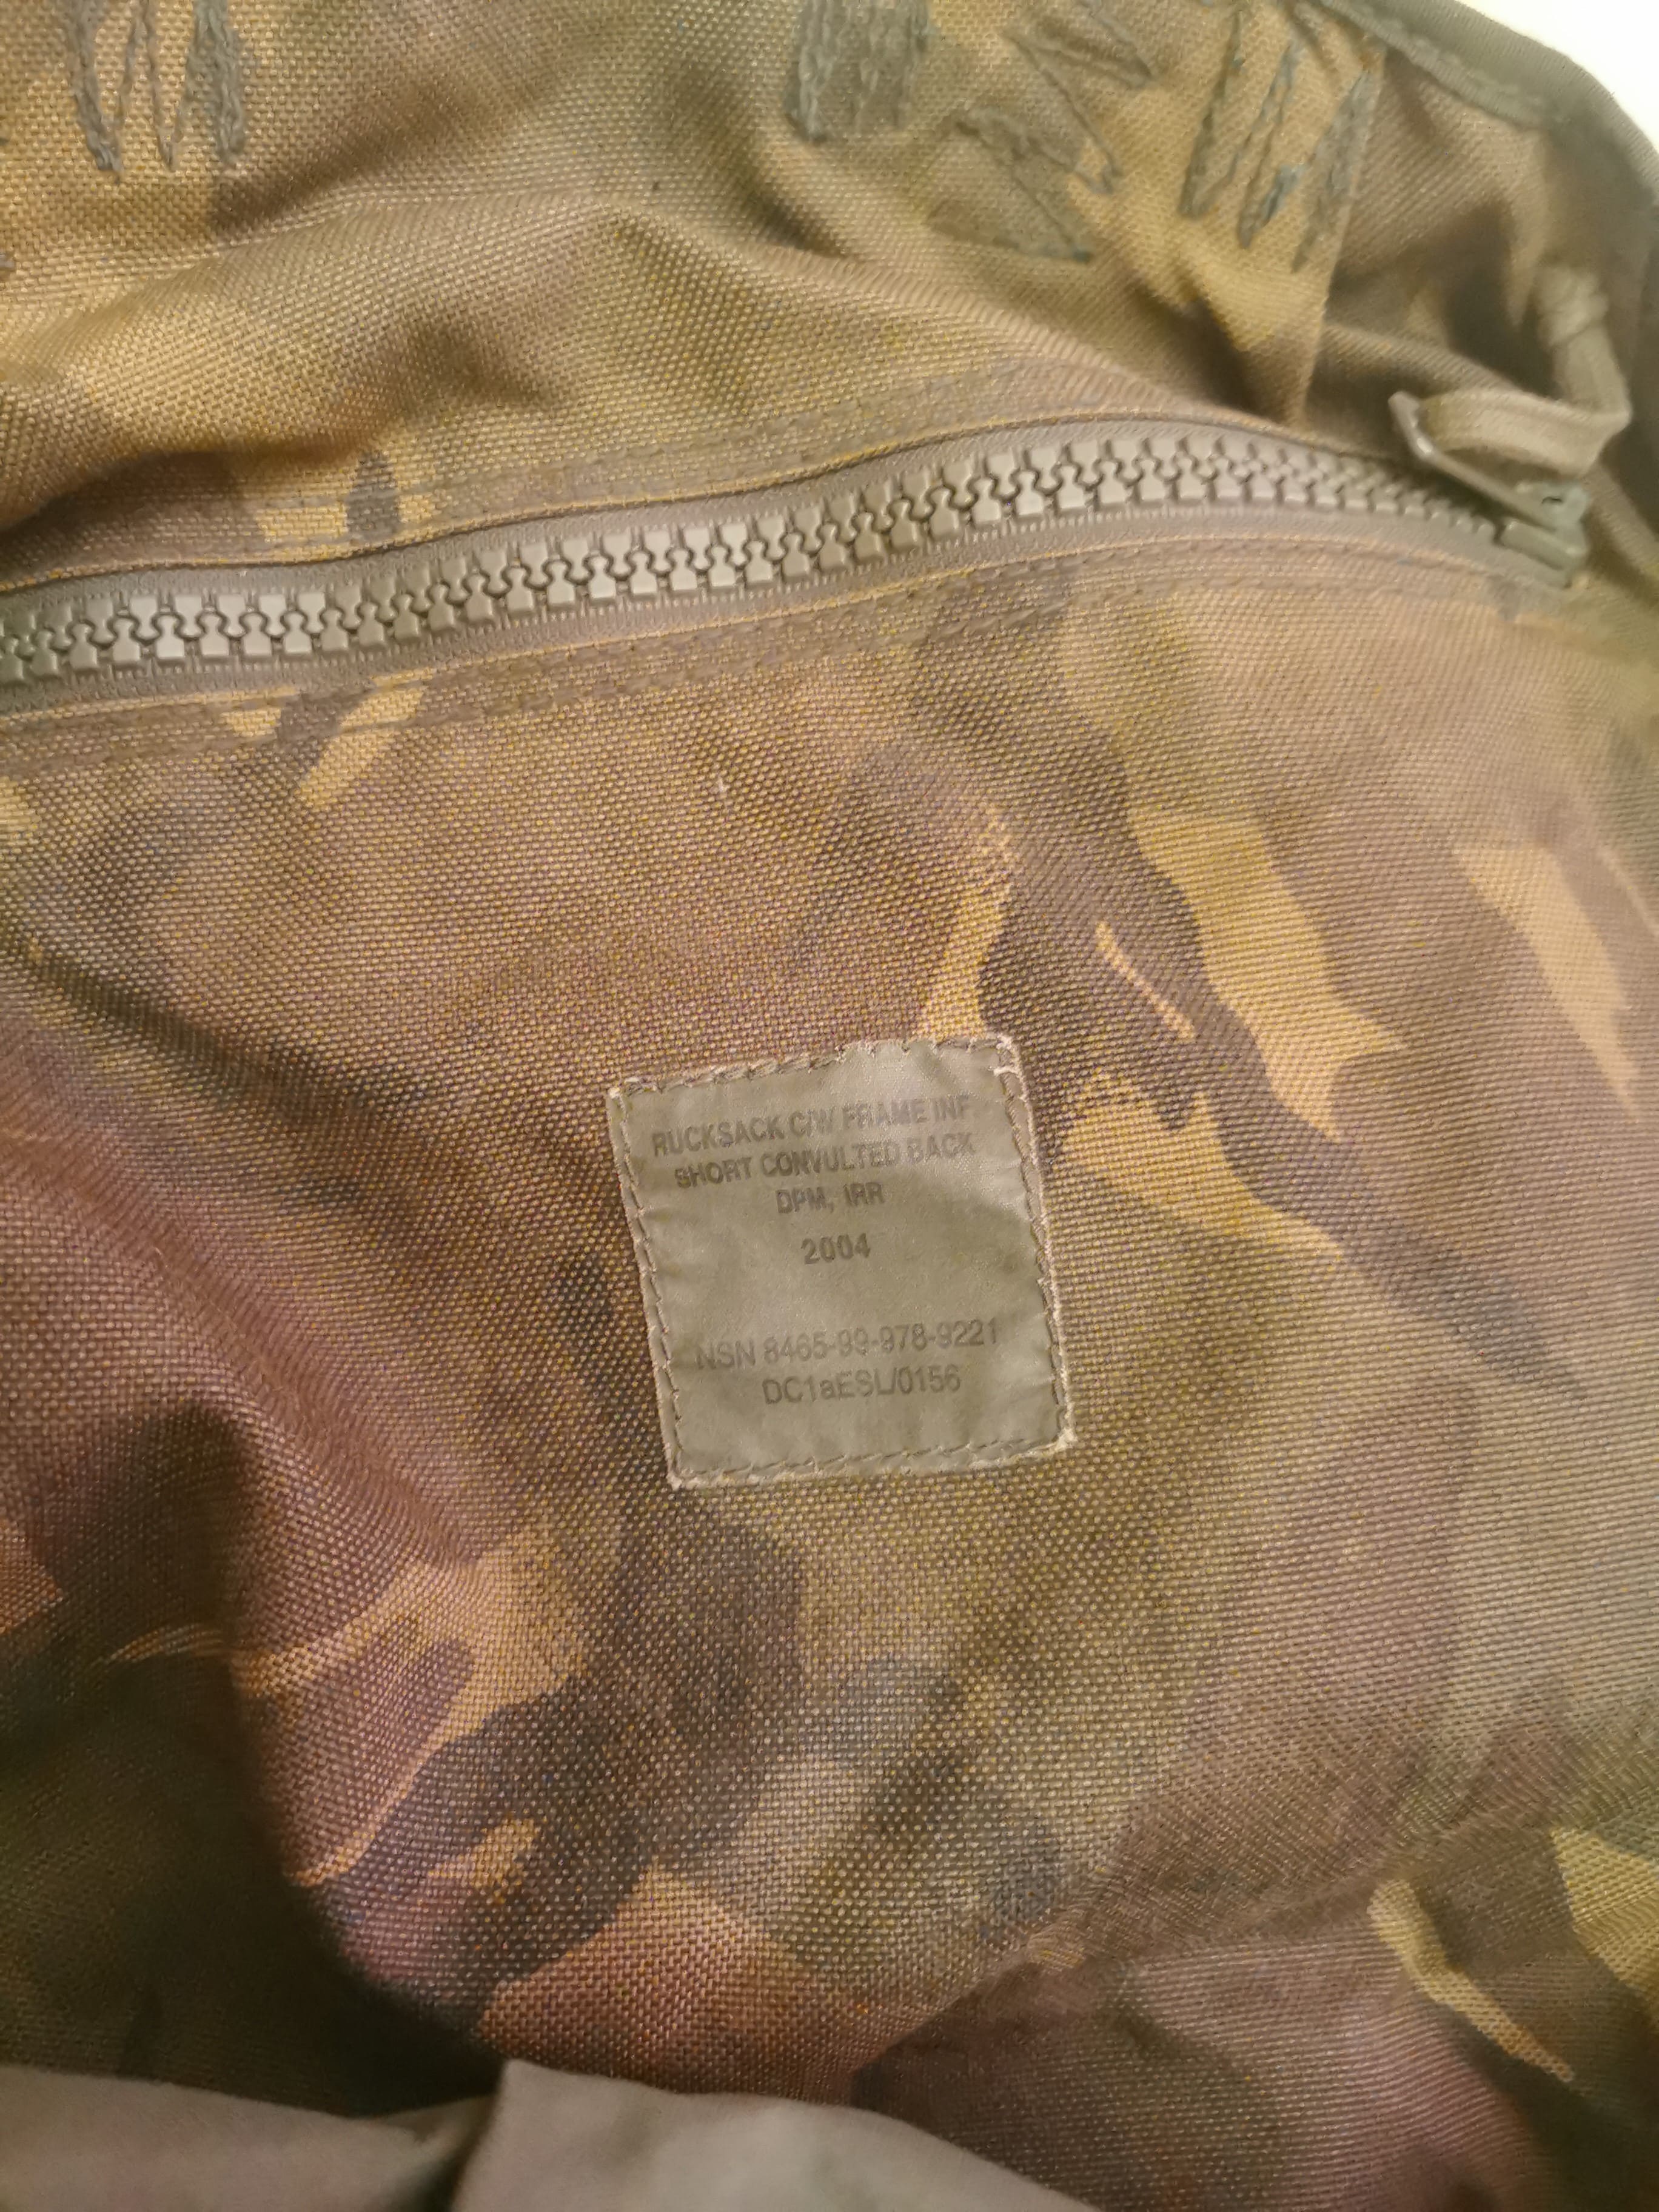 RUCKSACK C/W FRAME INF
SHORT CONVULTED BACK
DPM, IRR
2004
NSN 8465-99-978-9221
DC1aESL/0156